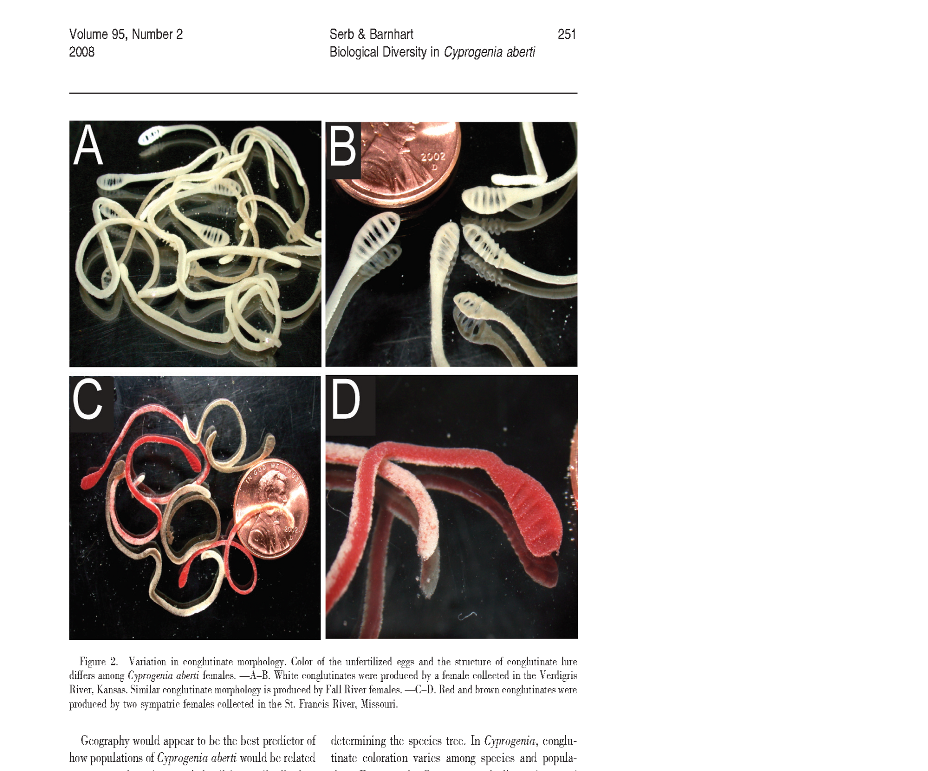 Volume 95, Number 2
2008
Serb & Barnhart
Biological Diversity in Cyprogenia aberti
251
A
B
2002
D
C
2002
D
Figure 2. Variation in conglutinate morphology. Color of the unfertilized eggs and the structure of conglutinate lure
differs among Cyprogenia aberti females. —A–B. White conglutinates were produced by a female collected in the Verdigris
River, Kansas. Similar conglutinate morphology is produced by Fall River females. —C–D. Red and brown conglutinates were
produced by two sympatric females collected in the St. Francis River, Missouri.
Geography would appear to be the best predictor of
how populations of Cyprogenia aberti would be related
determining the species tree. In Cyprogenia, conglu-
tinate coloration varies among species and popula-